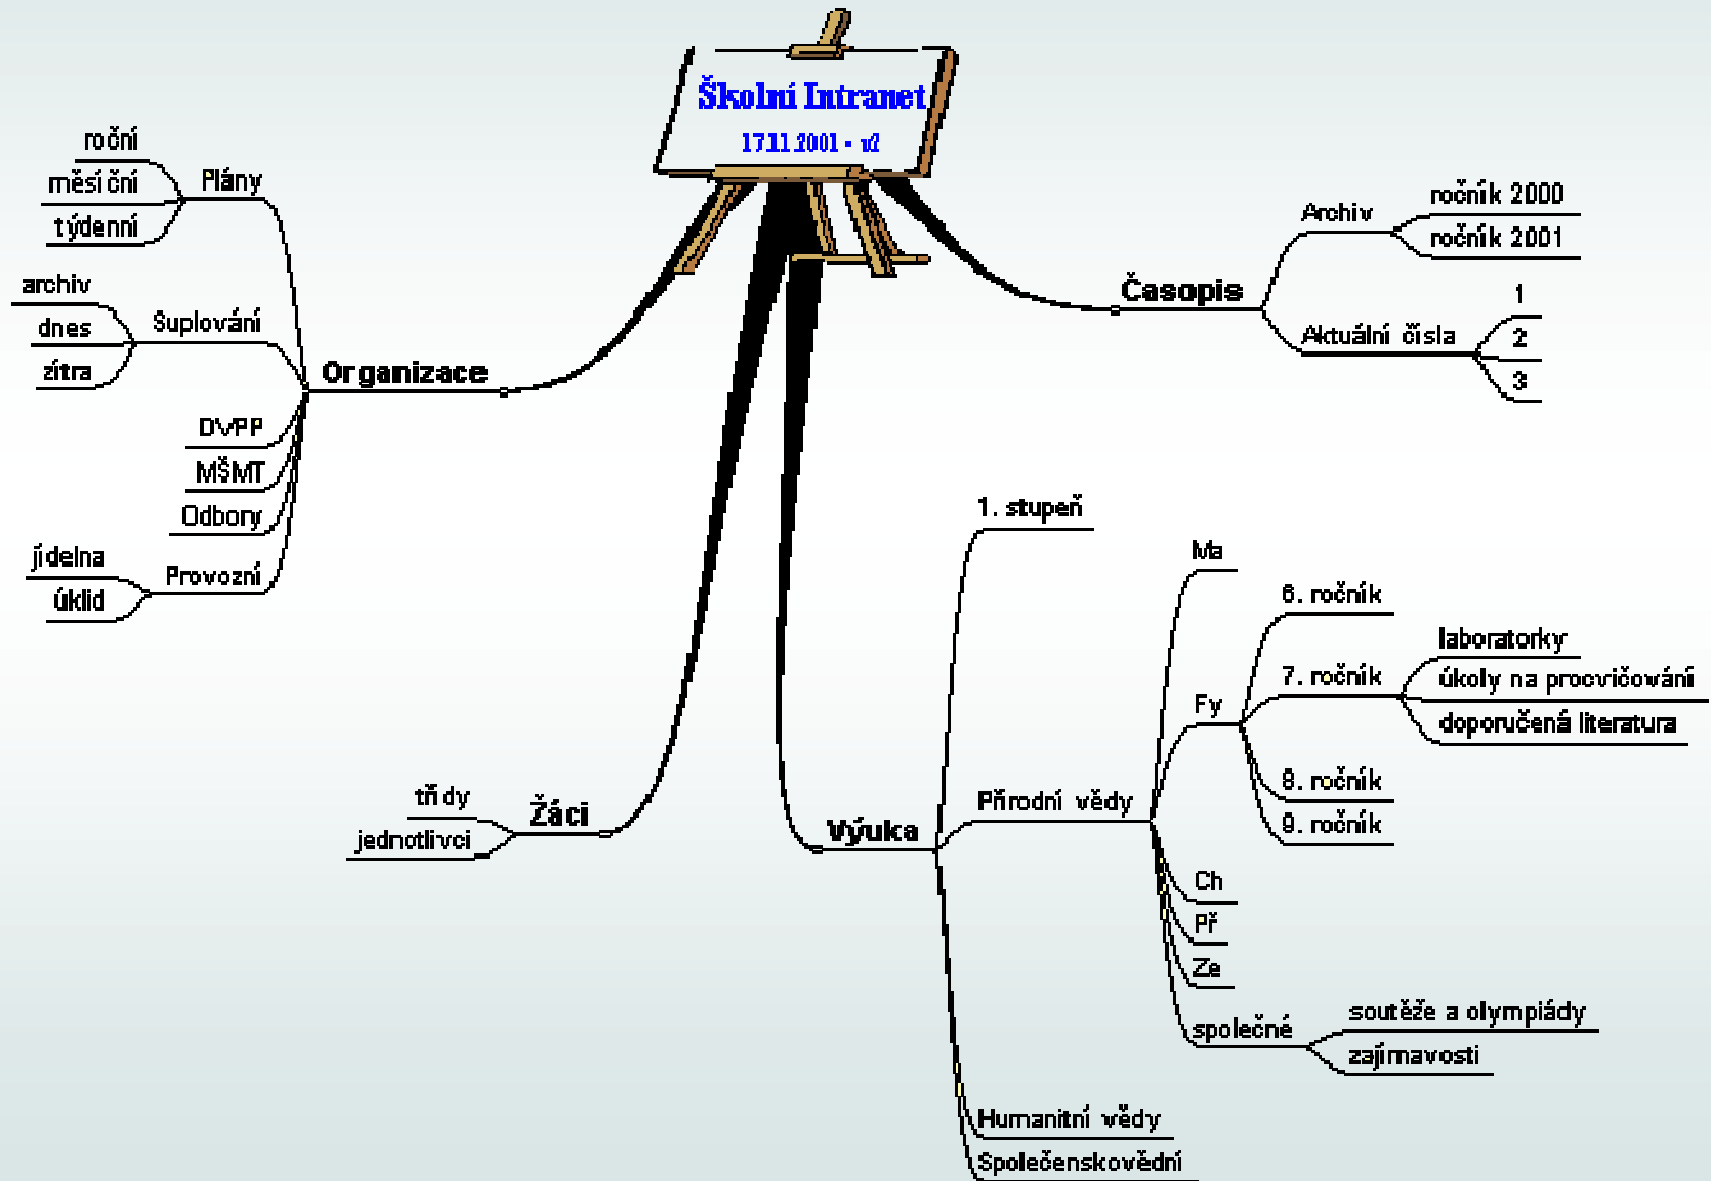 Školní Intranet
17.11.2001 - v2
roční
měsíční
týdenní
Plány
archiv
dnes
zítra
Suplování
Organizace
DVPP
MŠMT
Odbory
jídelna
úklid
Provozní
Časopis
Archiv
ročník 2000
ročník 2001
Aktuální čísla
1
2
3
třídy
jednotlivci
Žáci
Výuka
1. stupeň
Přírodní vědy
Ma
Fy
6. ročník
7. ročník
laboratorky
úkoly na procvičování
doporučená literatura
8. ročník
9. ročník
Ch
Př
Ze
společné
soutěže a olympiády
zajímavosti
Humanitní vědy
Společenskovědní